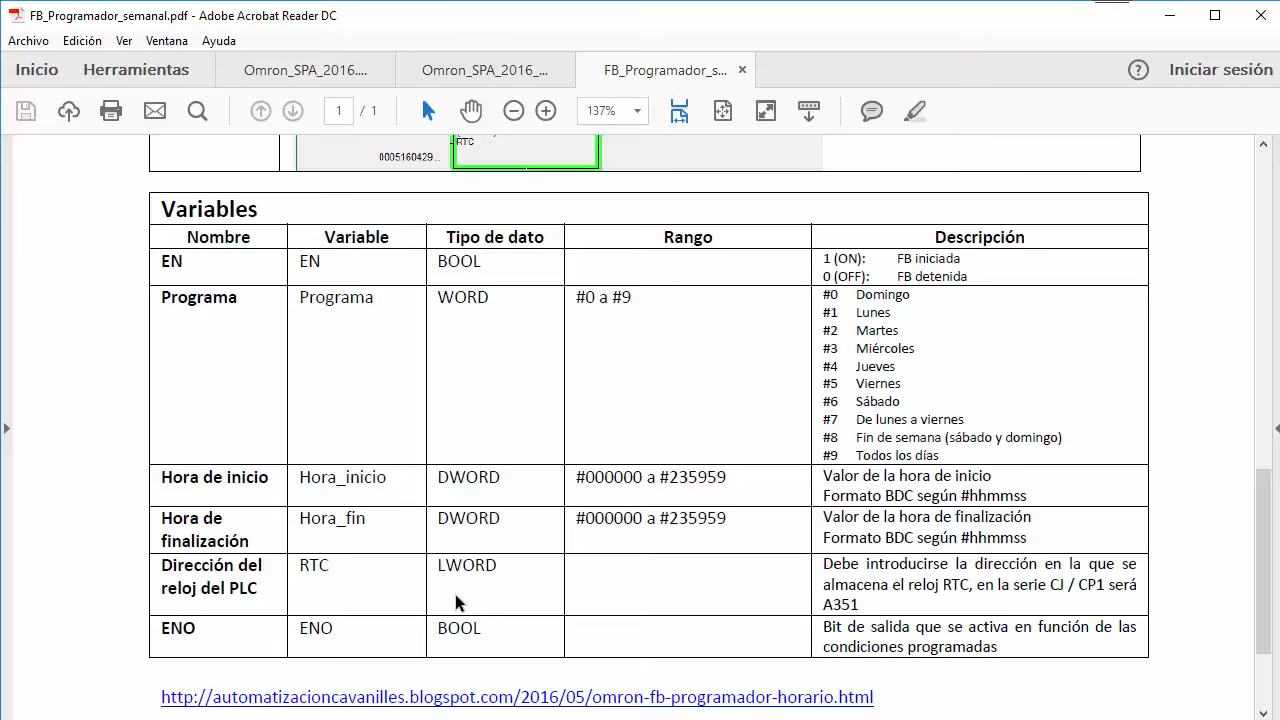 FB_Programador_semanal.pdf - Adobe Acrobat Reader DC
Archivo Edición Ver Ventana Ayuda
Inicio Herramientas Omron_SPA_2016.... Omron_SPA_2016_... FB_Programador_s... Iniciar sesión
1 / 1 137%
RTC
0005160429...
Variables
Nombre Variable Tipo de dato Rango Descripción
EN EN BOOL 1 (ON): FB iniciada
0 (OFF): FB detenida
Programa Programa WORD #0 a #9 #0 Domingo
#1 Lunes
#2 Martes
#3 Miércoles
#4 Jueves
#5 Viernes
#6 Sábado
#7 De lunes a viernes
#8 Fin de semana (sábado y domingo)
#9 Todos los días
Hora de inicio Hora_inicio DWORD #000000 a #235959 Valor de la hora de inicio
Formato BDC según #hhmmss
Hora de Hora_fin DWORD #000000 a #235959 Valor de la hora de finalización
finalización Formato BDC según #hhmmss
Dirección del RTC LWORD Debe introducirse la dirección en la que se
reloj del PLC almacena el reloj RTC, en la serie CJ / CP1 será
A351
ENO ENO BOOL Bit de salida que se activa en función de las
condiciones programadas
http://automatizacioncavanilles.blogspot.com/2016/05/omron-fb-programador-horario.html